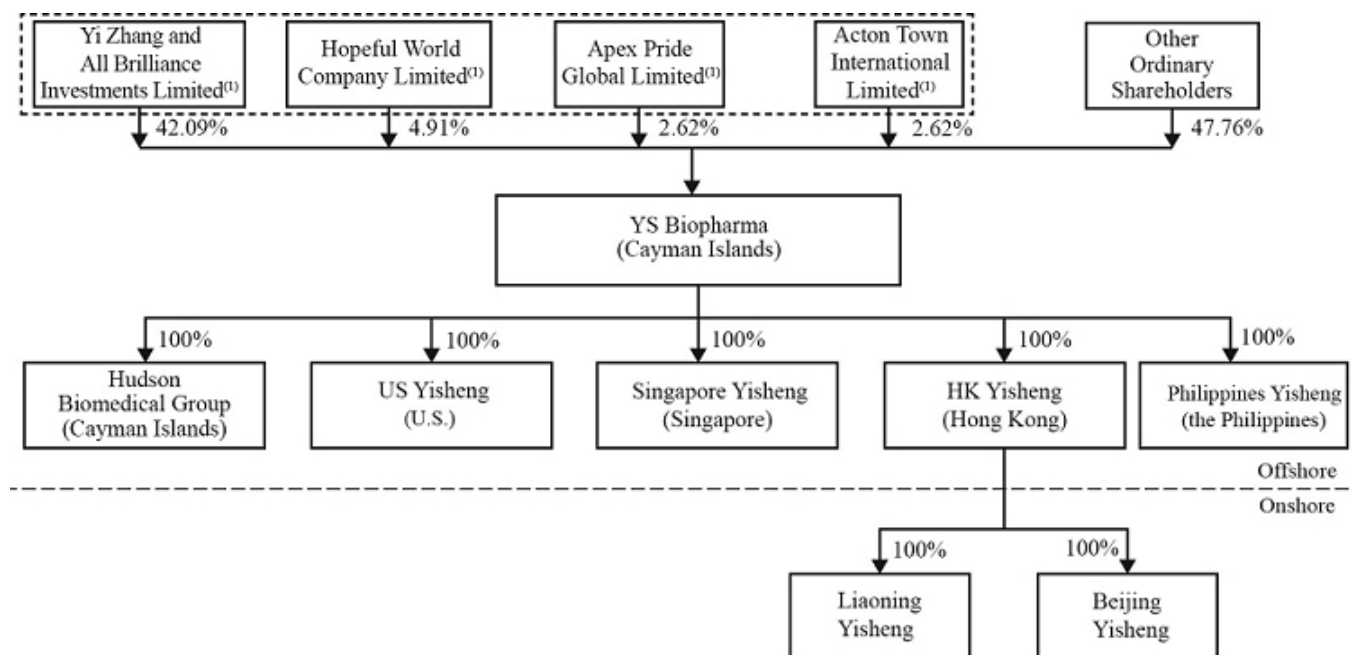 Yi Zhang and
All Brilliance
Investments Limited(1)
Hopeful World
Company Limited(1)
Apex Pride
Global Limited(1)
Acton Town
International
Limited(1)
Other
Ordinary
Shareholders
42.09%
4.91%
2.62%
2.62%
47.76%
YS Biopharma
(Cayman Islands)
100%
100%
100%
100%
100%
Hudson
Biomedical Group
(Cayman Islands)
US Yisheng
(U.S.)
Singapore Yisheng
(Singapore)
HK Yisheng
(Hong Kong)
Philippines Yisheng
(the Philippines)
Offshore
Onshore
100%
100%
Liaoning
Yisheng
Beijing
Yisheng